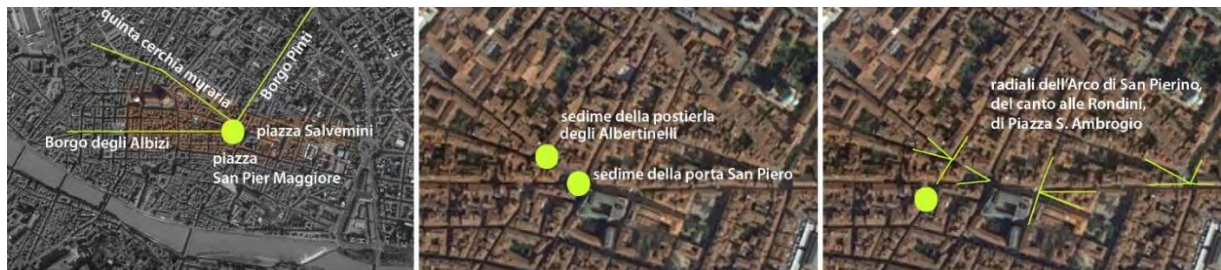 quinta cerchia muraria
Borgo Pinti
piazza Salvemini
Borgo degli Albizi
piazza
San Pier Maggiore
sedime della postierla
degli Albertinelli
sedime della porta San Piero
radiali dell'Arco di San Pierino,
del canto alle Rondini,
di Piazza S. Ambrogio